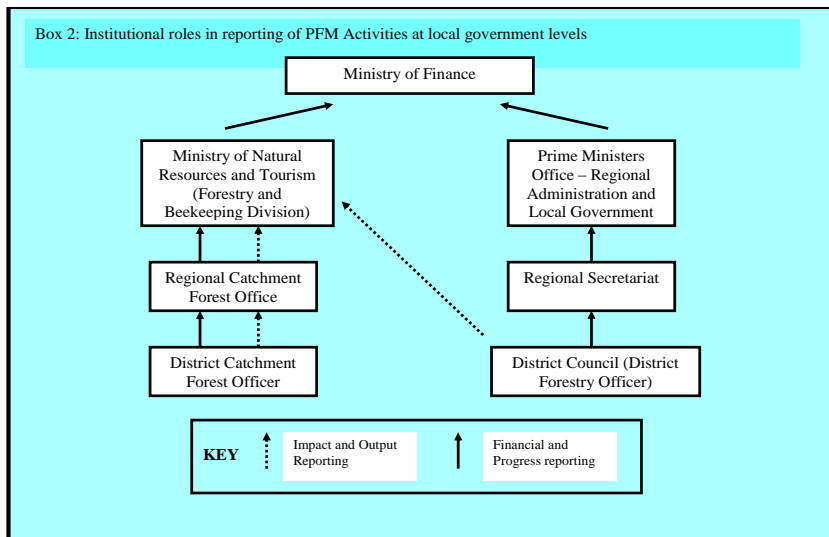 Box 2: Institutional roles in reporting of PFM Activities at local government levels
Ministry of Finance
Ministry of Natural
Resources and Tourism
(Forestry and
Beekeeping Division)
Prime Ministers
Office – Regional
Administration and
Local Government
Regional Catchment
Forest Office
Regional Secretariat
District Catchment
Forest Officer
District Council (District
Forestry Officer)
KEY
Impact and Output
Reporting
Financial and
Progress reporting